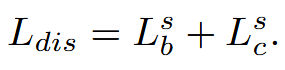 $L_{dis} = L_b^s + L_c^s.$